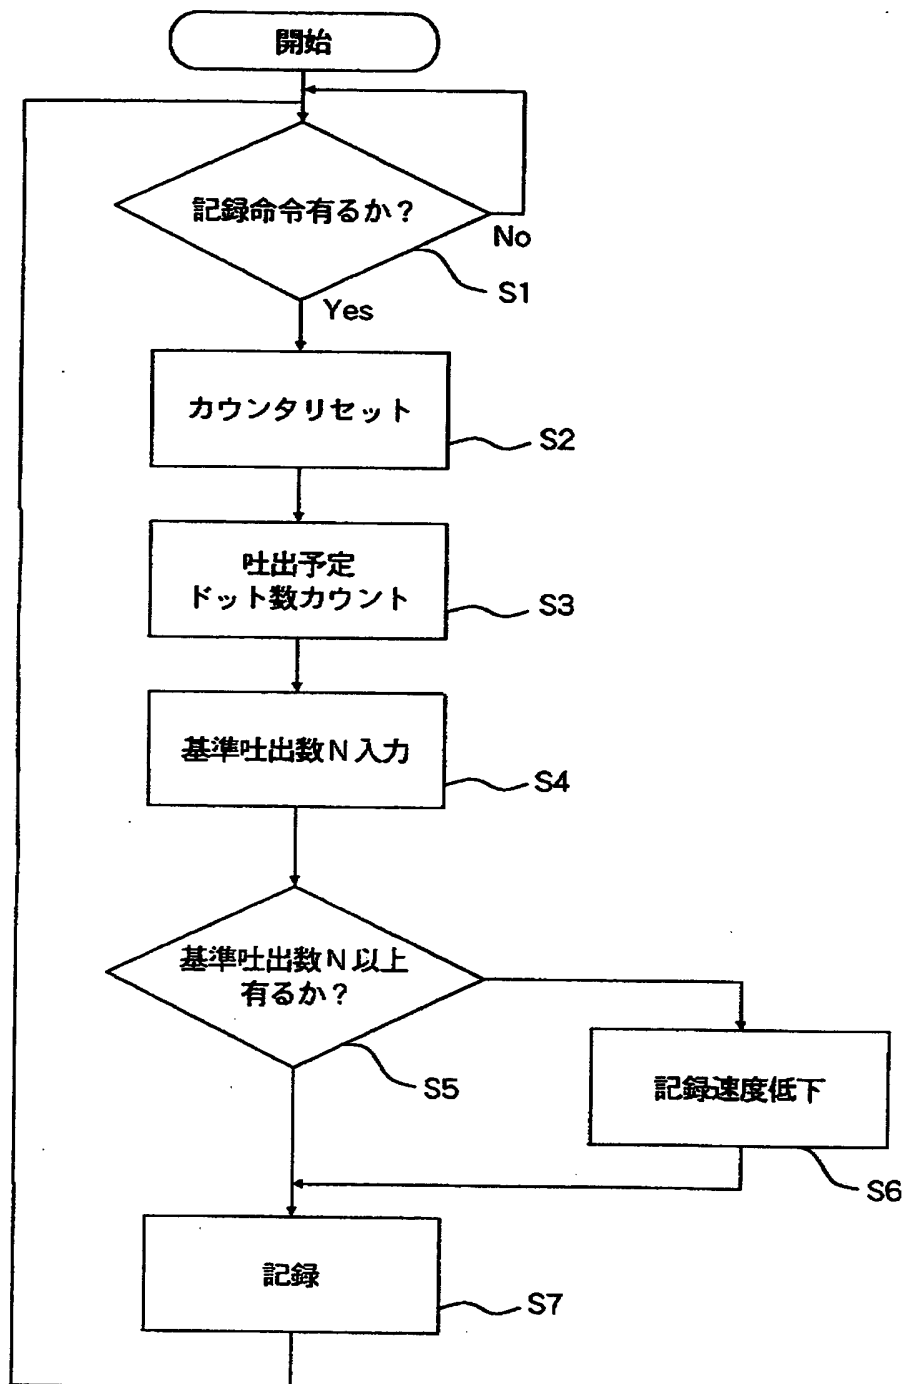 開始
記録命令有るか？
No
S1
Yes
カウンタリセット
S2
吐出予定
ドット数カウント
S3
基準吐出数N入力
S4
基準吐出数N以上
有るか？
S5
記録速度低下
S6
記録
S7